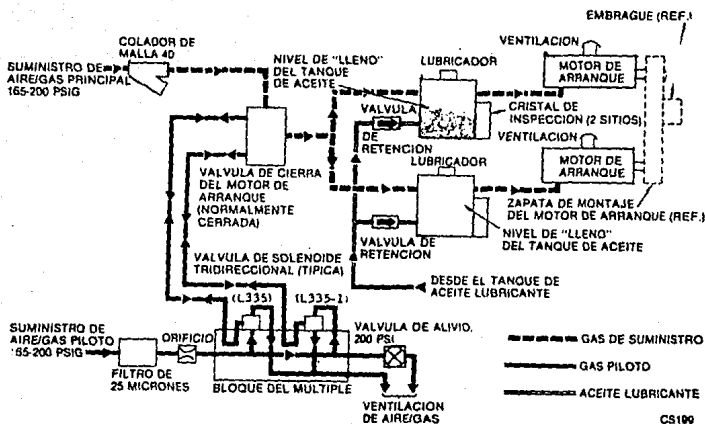 EMBRAGUE (REF.)
COLADOR DE
MALLA 40
SUMINISTRO DE
AIRE/GAS PRINCIPAL
165-200 PSIG
NIVEL DE "LLENO"
DEL TANQUE
DE ACEITE
LUBRICADOR
VENTILACION
MOTOR DE
ARRANQUE
VALVULA
DE
RETENCION
CRISTAL DE
INSPECCION (2 SITIOS)
VENTILACION
MOTOR DE
ARRANQUE
LUBRICADOR
VALVULA DE CIERRA
DEL MOTOR DE
ARRANQUE
(NORMALMENTE
CERRADA)
ZAPATA DE MONTAJE
DEL MOTOR DE ARRANQUE (REF.)
NIVEL DE "LLENO"
DEL TANQUE DE ACEITE
VALVULA DE
RETENCION
VALVULA DE SOLENOIDE
TRIDIRECCIONAL (TIPICA)
DESDE EL TANQUE DE
ACEITE LUBRICANTE
(L335) (L335-1)
SUMINISTRO DE
AIRE/GAS PILOTO
165-200 PSIG
ORIFICIO
FILTRO DE
25 MICRONES
VALVULA DE ALIVIO,
200 PSI
BLOQUE DEL MULTIPLE
VENTILACION
DE AIRE/GAS
GAS DE SUMINISTRO
GAS PILOTO
ACEITE LUBRICANTE
CS199